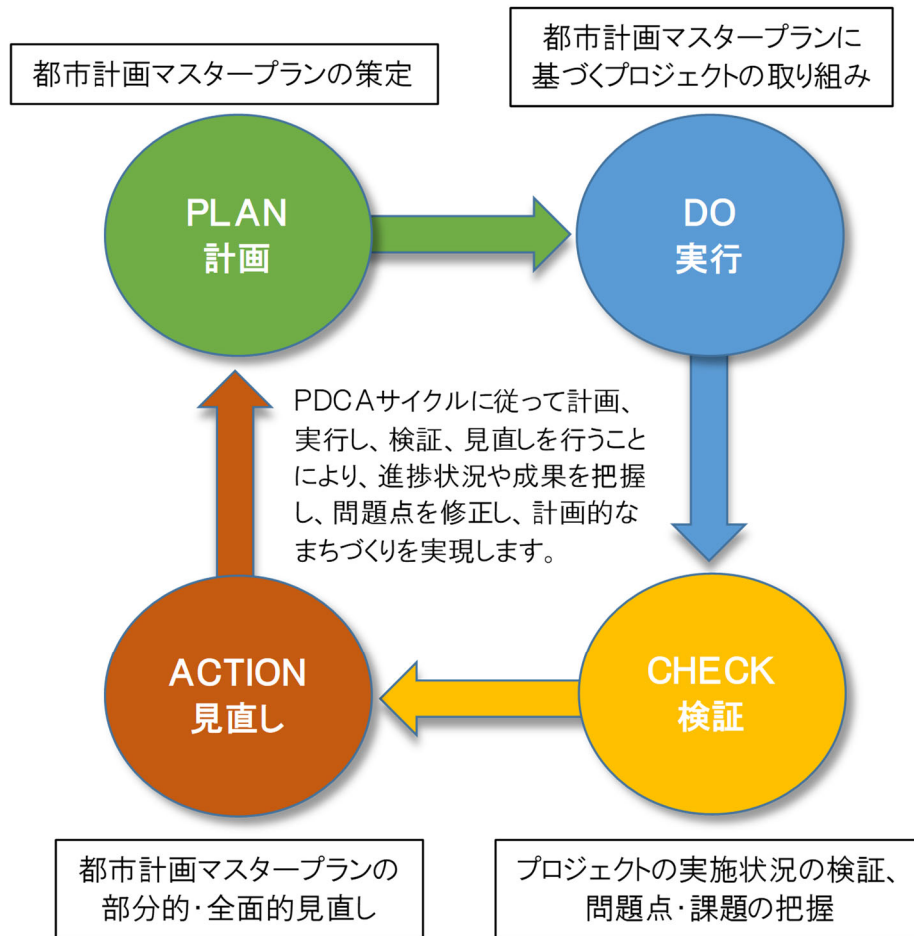 都市計画マスタープランの策定
都市計画マスタープランに
基づくプロジェクトの取り組み
PLAN
計画
DO
実行
PDCAサイクルに従って計画、
実行し、検証、見直しを行うこと
により、進捗状況や成果を把握
し、問題点を修正し、計画的な
まちづくりを実現します。
ACTION
見直し
CHECK
検証
都市計画マスタープランの
部分的・全面的見直し
プロジェクトの実施状況の検証、
問題点・課題の把握